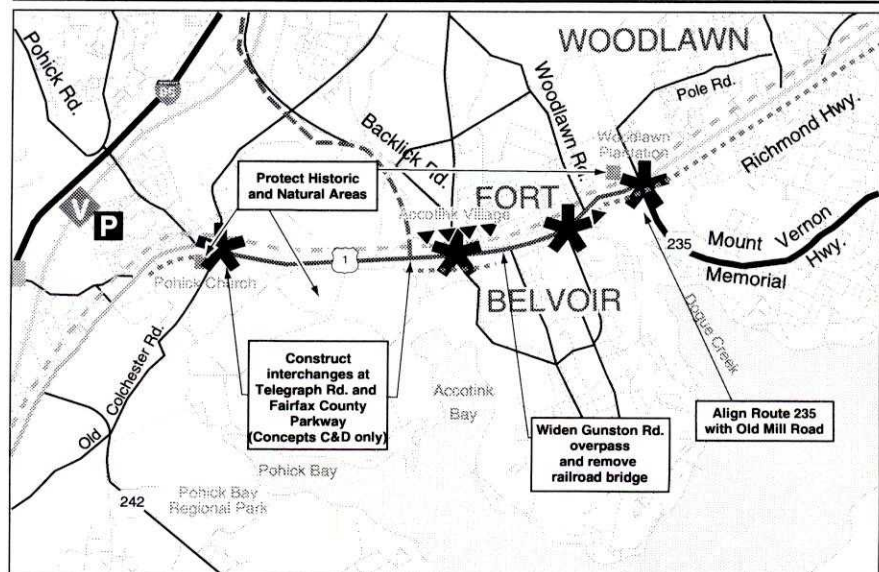 WOODLAWN
Pohick Rd.
95
Backlick Rd.
Woodlawn Rd.
Pole Rd.
Richmond Hwy.
Woodlawn
Plantation
Protect Historic
and Natural Areas
FORT
Accotink Village
V
P
1
235
Mount Vernon
Memorial Hwy.
Pohick Church
BELVOIR
Dogue Creek
Old Colchester Rd.
Construct
interchanges at
Telegraph Rd. and
Fairfax County
Parkway
(Concepts C&D only)
Accotink
Bay
Widen Gunston Rd.
overpass
and remove
railroad bridge
Align Route 235
with Old Mill Road
Pohick Bay
242
Pohick Bay
Regional Park